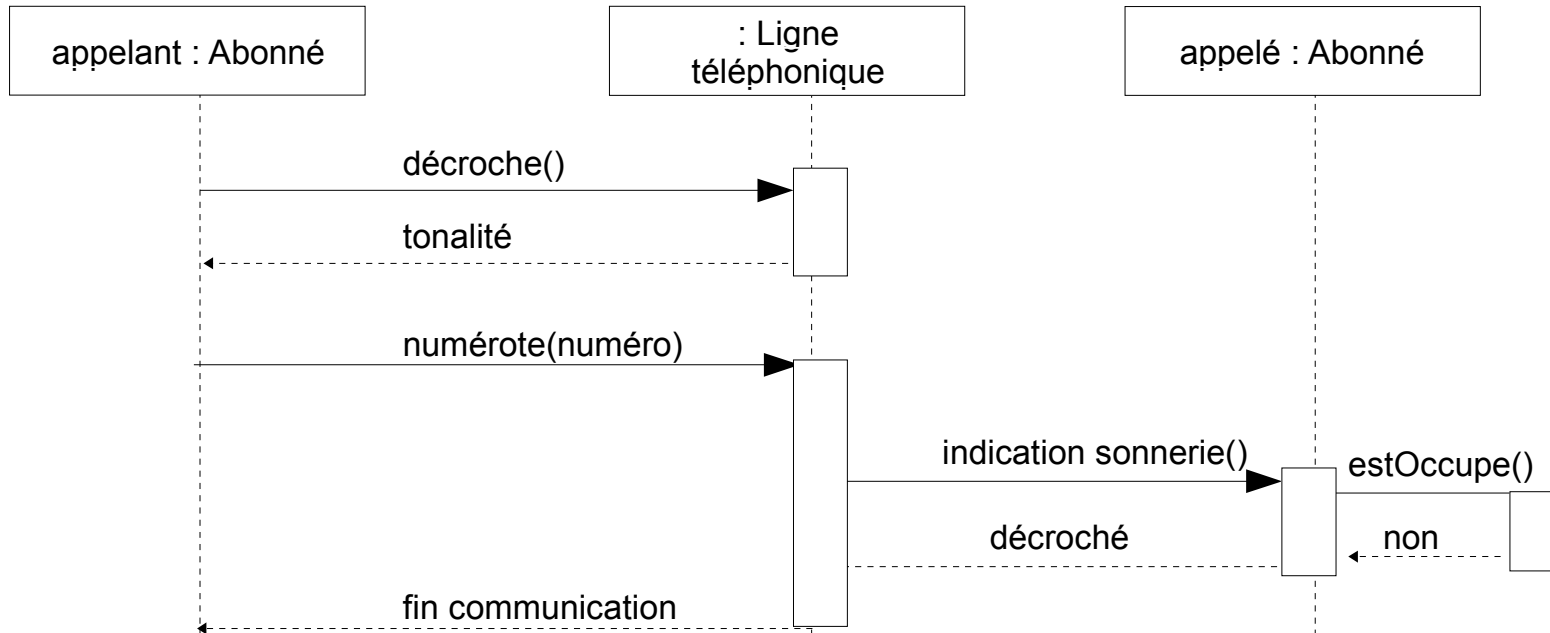 appelant : Abonné
: Ligne
téléphonique
appelé : Abonné
décroche()
tonalité
numérote(numéro)
indication sonnerie()
estOccupe()
décroché
non
fin communication